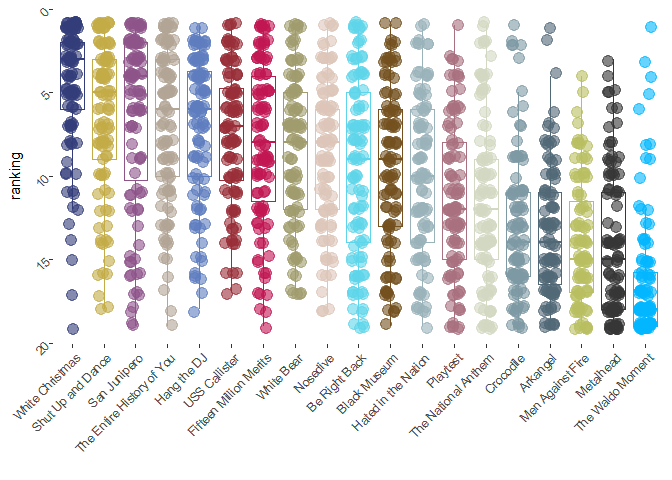 0
5
10
15
20
ranking
White Christmas
Shut Up and Dance
San Junipero
The Entire History of You
Hang the DJ
USS Callister
Fifteen Million Merits
White Bear
Nosedive
Be Right Back
Black Museum
Hated in the Nation
Playtest
The National Anthem
Crocodile
Arkangel
Men Against Fire
Metalhead
The Waldo Moment